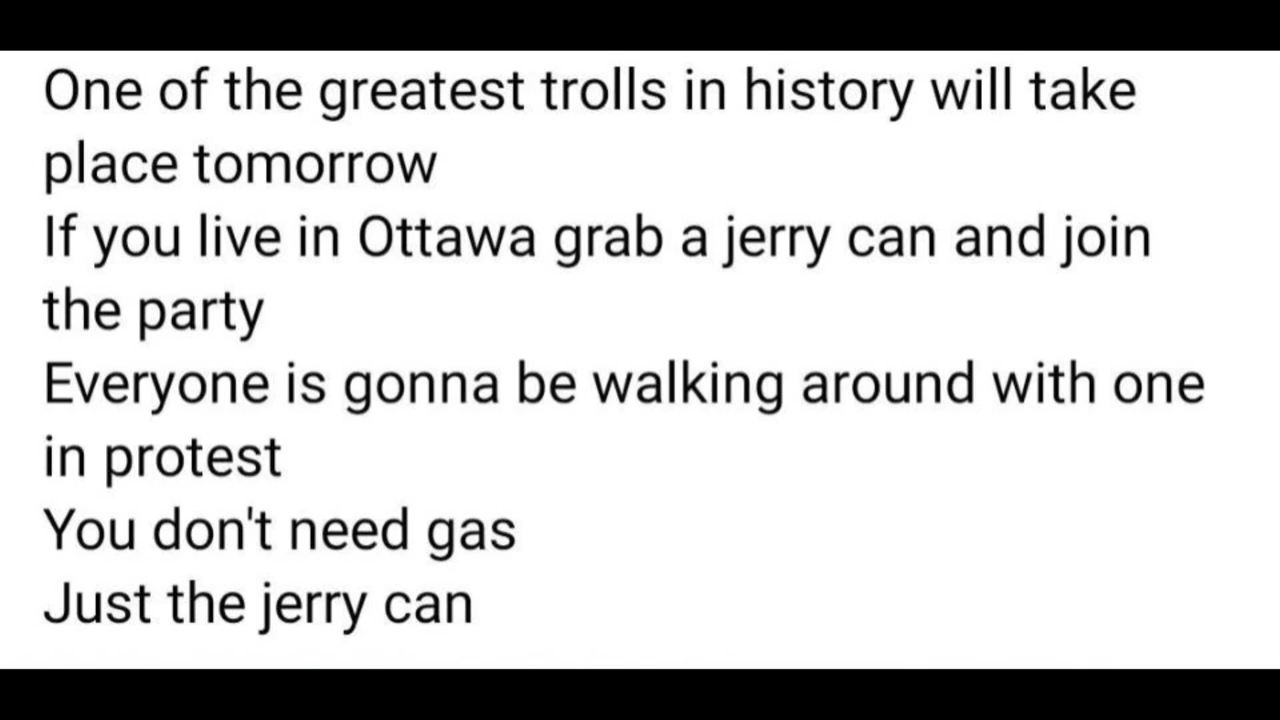 One of the greatest trolls in history will take
place tomorrow
If you live in Ottawa grab a jerry can and join
the party
Everyone is gonna be walking around with one
in protest
You don't need gas
Just the jerry can